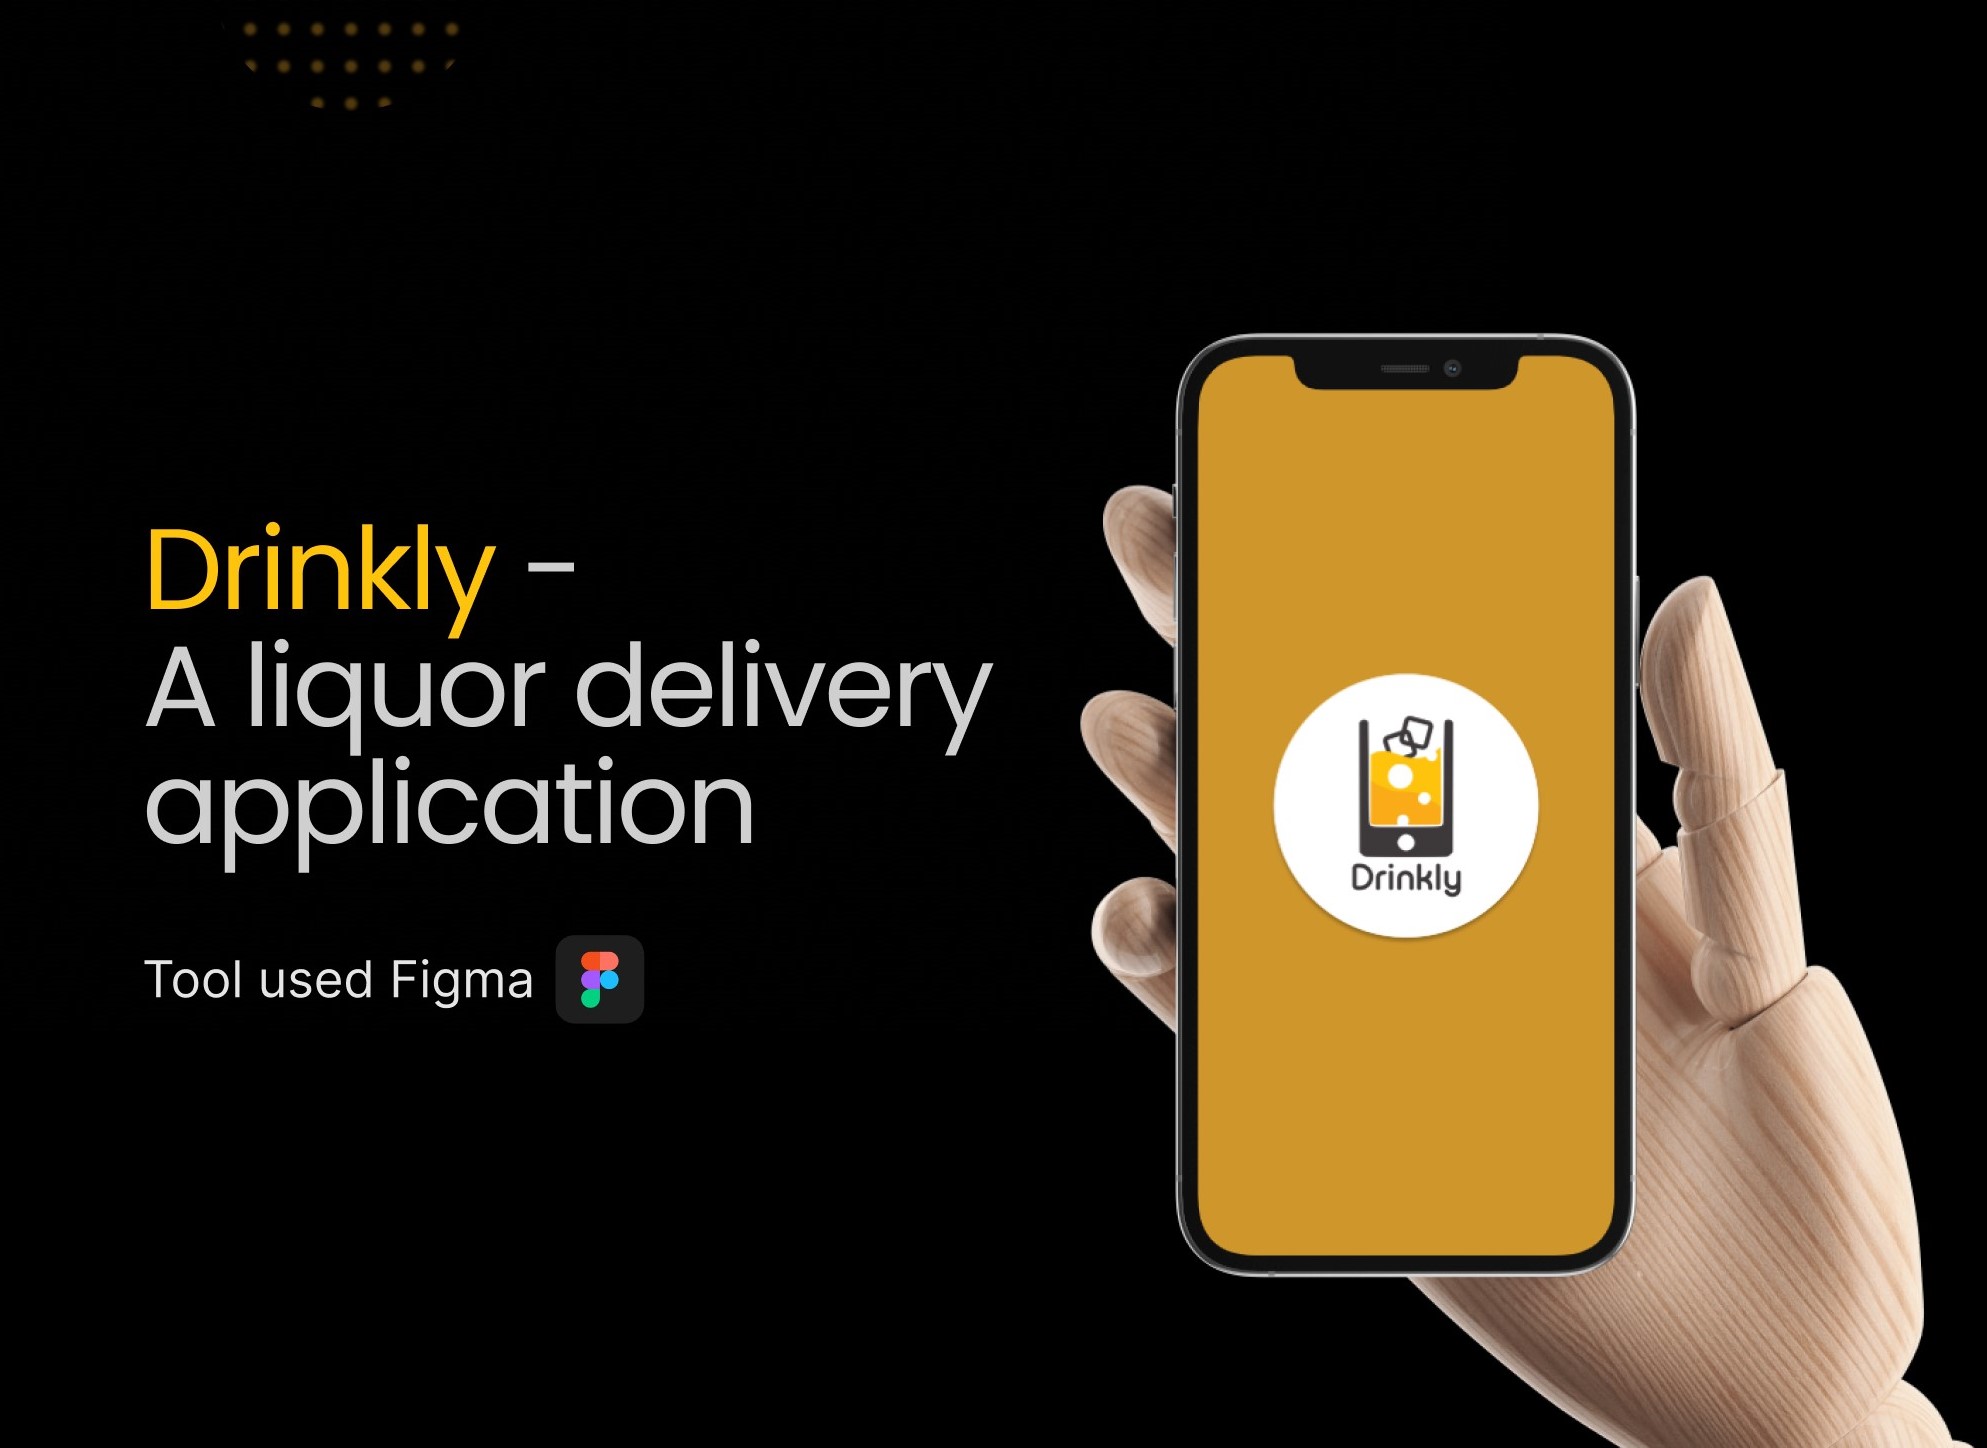 Drinkly -
A liquor delivery
application
Tool used Figma
Drinkly